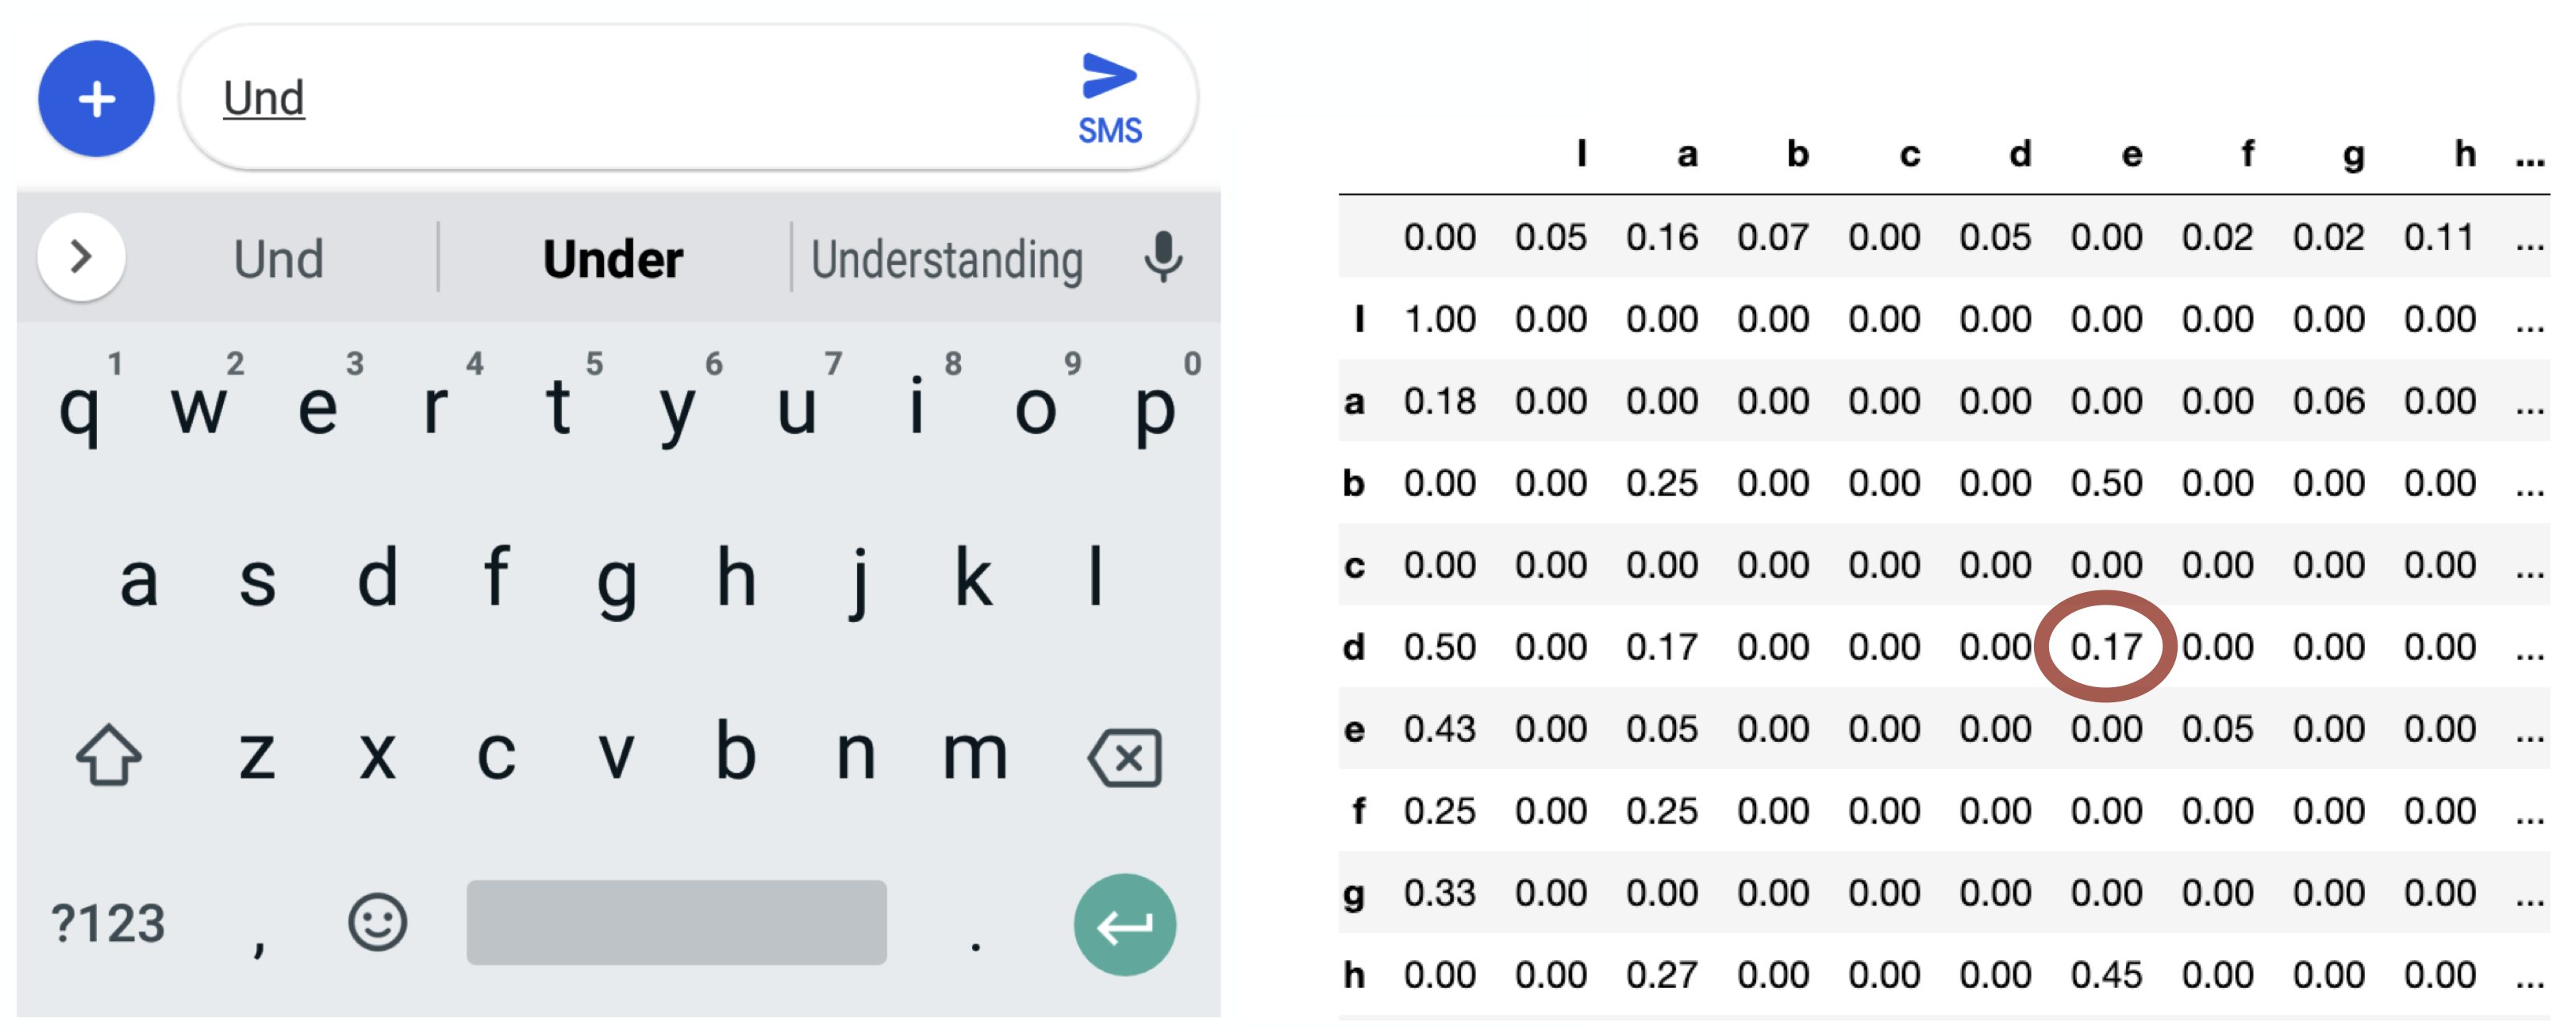 Und
SMS
Und Under Understanding
1 2 3 4 5 6 7 8 9 0
q w e r t y u i o p
a s d f g h j k l
z x c v b n m
?123 , .
I a b c d e f g h ...
0.00 0.05 0.16 0.07 0.00 0.05 0.00 0.02 0.02 0.11 ...
I 1.00 0.00 0.00 0.00 0.00 0.00 0.00 0.00 0.00 0.00 ...
a 0.18 0.00 0.00 0.00 0.00 0.00 0.00 0.00 0.06 0.00 ...
b 0.00 0.00 0.25 0.00 0.00 0.00 0.50 0.00 0.00 0.00 ...
c 0.00 0.00 0.00 0.00 0.00 0.00 0.00 0.00 0.00 0.00 ...
d 0.50 0.00 0.17 0.00 0.00 0.00 0.17 0.00 0.00 0.00 ...
e 0.43 0.00 0.05 0.00 0.00 0.00 0.00 0.05 0.00 0.00 ...
f 0.25 0.00 0.25 0.00 0.00 0.00 0.00 0.00 0.00 0.00 ...
g 0.33 0.00 0.00 0.00 0.00 0.00 0.00 0.00 0.00 0.00 ...
h 0.00 0.00 0.27 0.00 0.00 0.00 0.45 0.00 0.00 0.00 ...